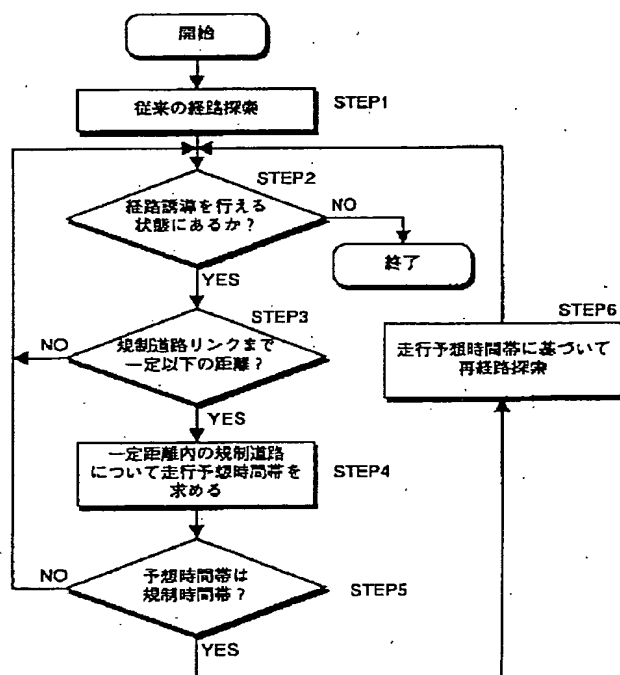 開始
従来の経路探索
STEP1
STEP2
経路誘導を行える
状態にあるか？
NO
終了
YES
STEP3
規制道路リンクまで
一定以下の距離？
NO
STEP6
走行予想時間帯に基づいて
再経路探索
YES
一定距離内の規制道路
について走行予想時間帯を
求める
STEP4
NO
予想時間帯は
規制時間帯？
STEP5
YES